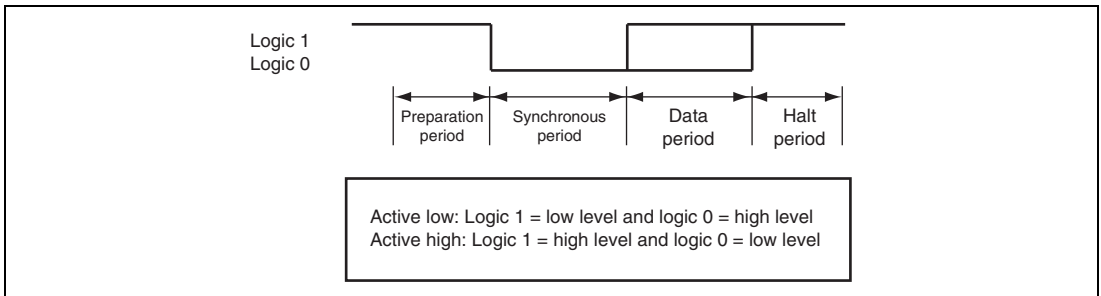 Logic 1
Logic 0
Preparation period
Synchronous period
Data period
Halt period
Active low: Logic 1 = low level and logic 0 = high level
Active high: Logic 1 = high level and logic 0 = low level